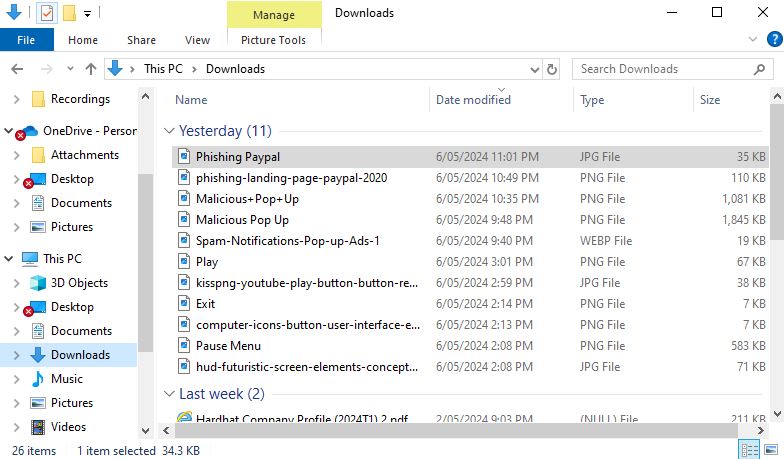 Manage
Downloads
File
Home
Share
View
Picture Tools
This PC
Downloads
Search Downloads
Recordings
OneDrive - Person
Attachments
Desktop
Documents
Pictures
This PC
3D Objects
Desktop
Documents
Downloads
Music
Pictures
Videos
Name Date modified Type Size
Yesterday (11)
Phishing Paypal 6/05/2024 11:01 PM JPG File 35 KB
phishing-landing-page-paypal-2020 6/05/2024 10:49 PM PNG File 110 KB
Malicious+Pop+Up 6/05/2024 10:35 PM PNG File 1,081 KB
Malicious Pop Up 6/05/2024 9:48 PM PNG File 1,845 KB
Spam-Notifications-Pop-up-Ads-1 6/05/2024 9:40 PM WEBP File 19 KB
Play 6/05/2024 3:01 PM PNG File 67 KB
kisspng-youtube-play-button-button-re... 6/05/2024 2:59 PM JPG File 38 KB
Exit 6/05/2024 2:14 PM PNG File 7 KB
computer-icons-button-user-interface-e... 6/05/2024 2:13 PM PNG File 7 KB
Pause Menu 6/05/2024 2:08 PM PNG File 583 KB
hud-futuristic-screen-elements-concept... 6/05/2024 2:08 PM JPG File 71 KB
Last week (2)
Hardhat Company Profile (2024T1) 2.pdf 2/05/2024 9:03 PM (NULL) File 211 KB
26 items 1 item selected 34.3 KB